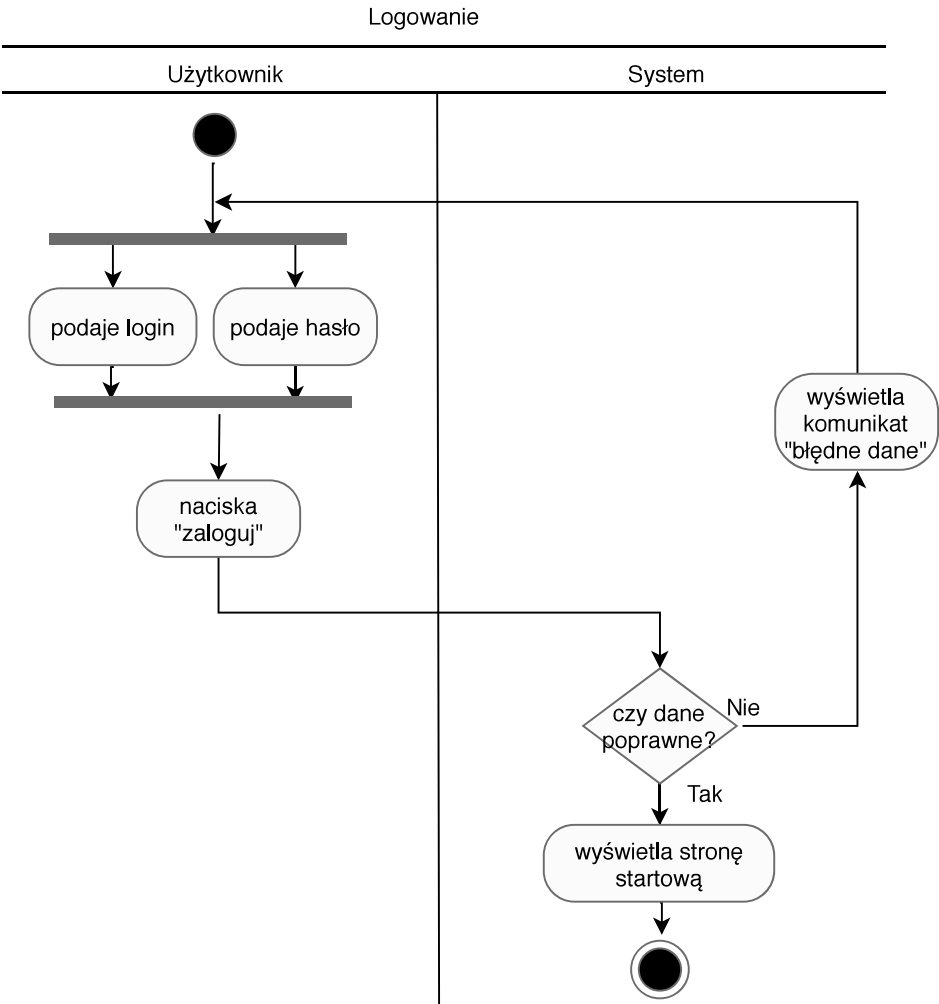 Logowanie
Użytkownik
System
podaje login
podaje hasło
wyświetla
komunikat
"błędne dane"
naciska
"zaloguj"
czy dane
poprawne?
Nie
Tak
wyświetla stronę
startową